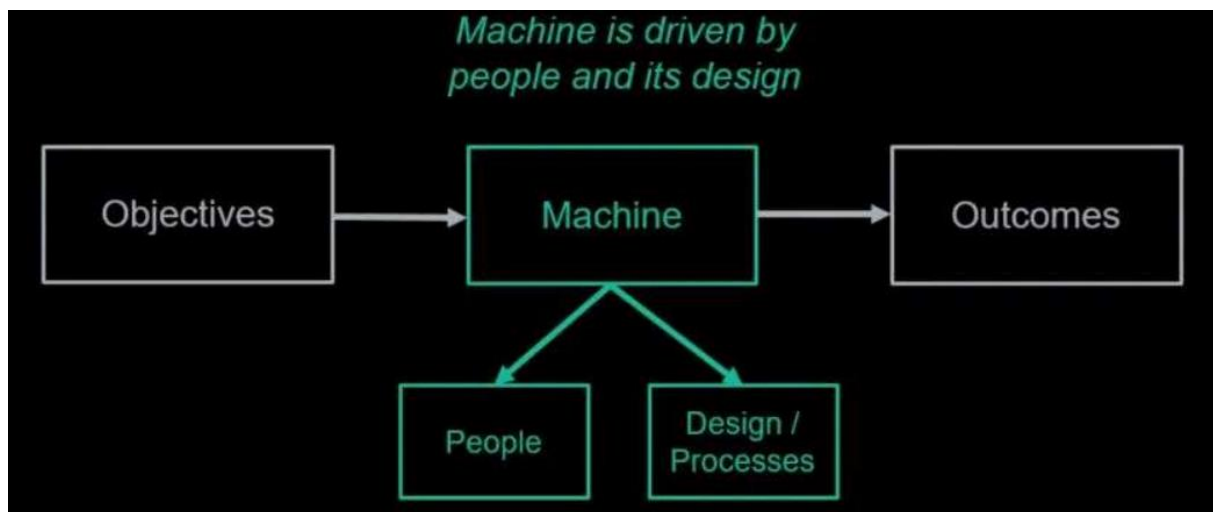 Machine is driven by
people and its design
Objectives
Machine
Outcomes
People
Design /
Processes